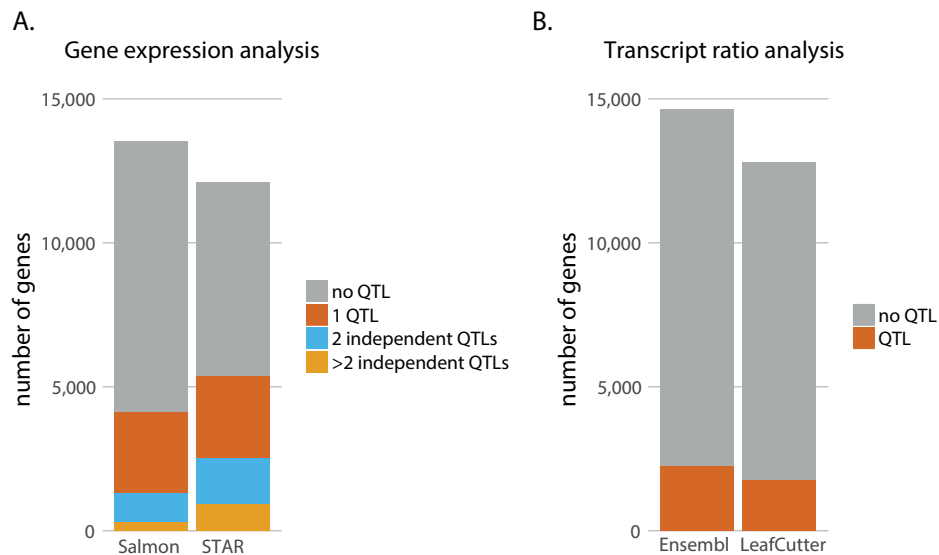 A.
Gene expression analysis
15,000
10,000
5,000
0
number of genes
Salmon
STAR
no QTL
1 QTL
2 independent QTLs
>2 independent QTLs
B.
Transcript ratio analysis
15,000
10,000
5,000
0
number of genes
Ensembl
LeafCutter
no QTL
QTL